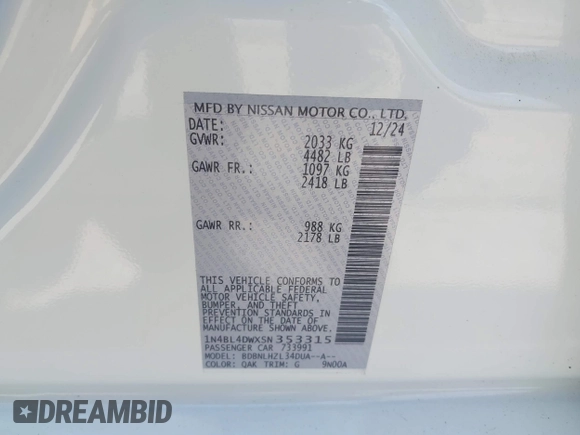 MFD BY NISSAN MOTOR CO., LTD.
DATE: 12/24
GVWR: 2033 KG
4482 LB
GAWR FR.: 1097 KG
2418 LB
GAWR RR.: 988 KG
2178 LB
THIS VEHICLE CONFORMS TO
ALL APPLICABLE FEDERAL
MOTOR VEHICLE SAFETY,
BUMPER, AND THEFT
PREVENTION STANDARDS IN
EFFECT ON THE DATE OF
MANUFACTURE SHOWN ABOVE.
1N4BL4DWXSN353315
PASSENGER CAR 733991
MODEL: BDBNLHZL34DUA--A--
COLOR: QAK TRIM: G 9N00A
DREAMBID